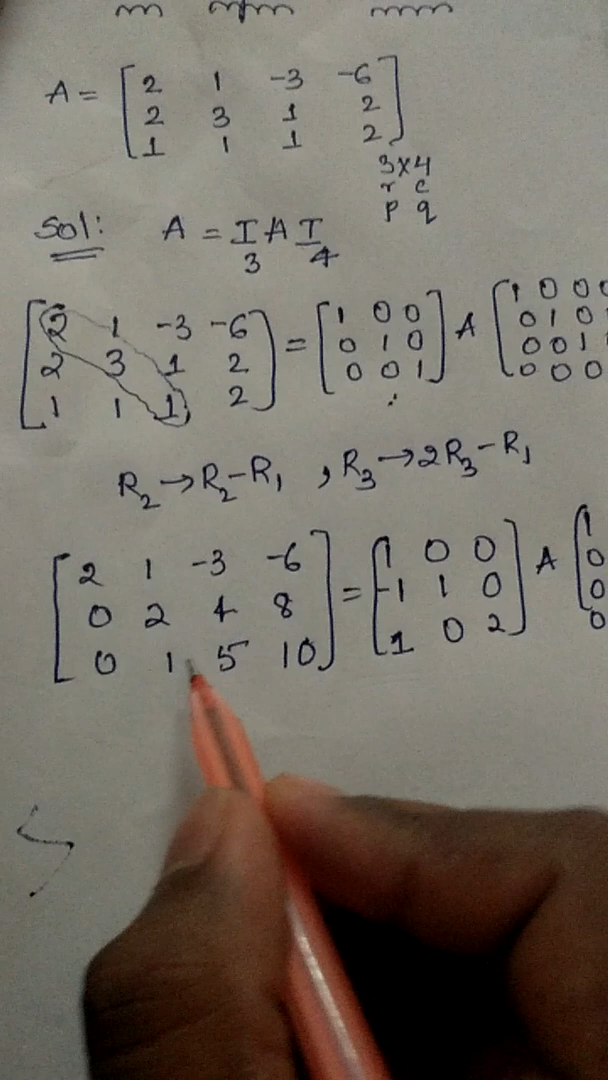 A = [2 1 -3 -6
2 3 1 2
1 1 1 2]
3×4
r c
p q
Sol: A = I₃ A I₄
[2 1 -3 -6 = [1 0 0 A [1 0 0 0
2 3 1 2 0 1 0 0 1 0
1 1 1 2] 0 0 1] 0 0 1
0 0 0
R₂→R₂-R₁ , R₃→2R₃-R₁
[2 1 -3 -6 = [1 0 0 A [1
0 2 4 8 -1 1 0 0
0 1 5 10] 1 0 2] 0
0